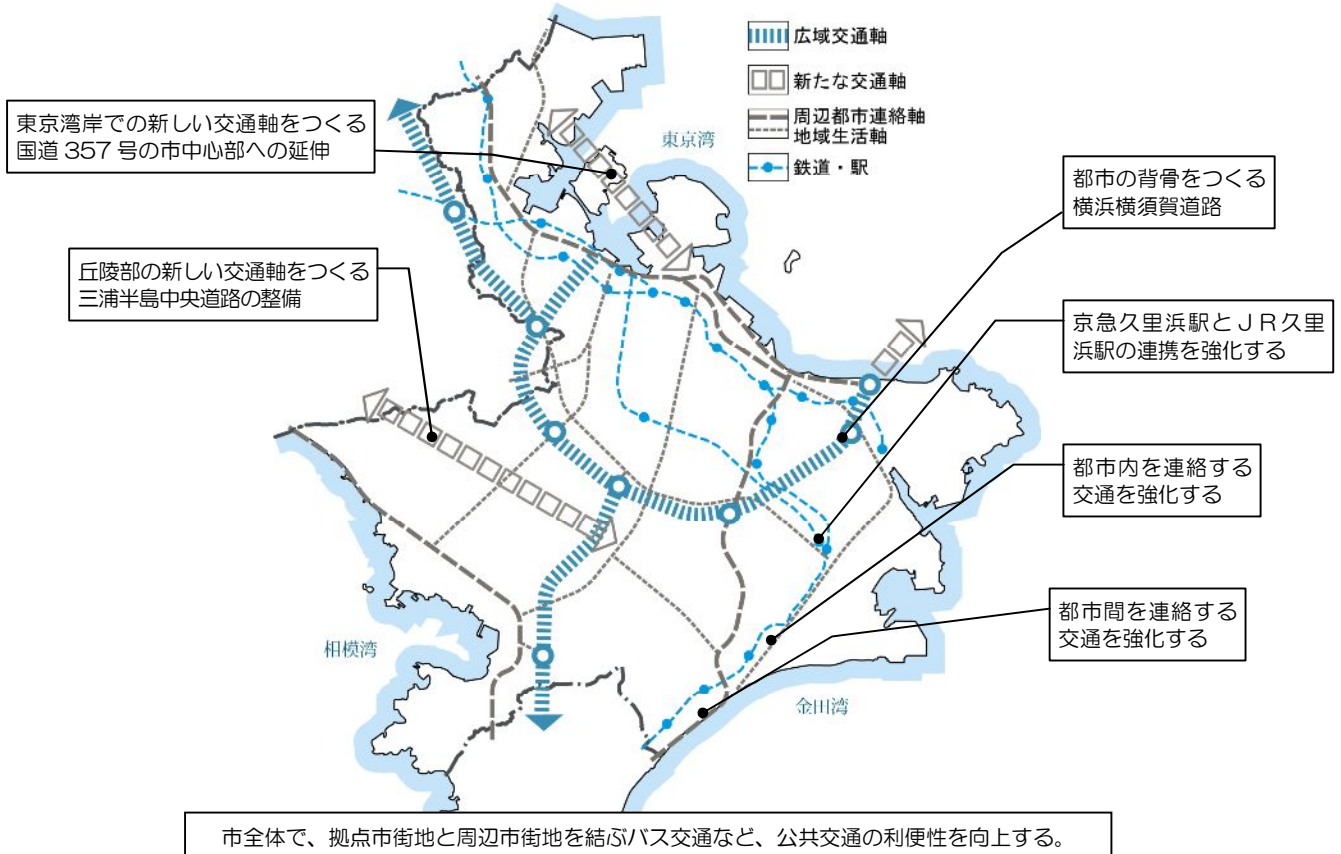 広域交通軸
新たな交通軸
周辺都市連絡軸
地域生活軸
鉄道・駅
東京湾岸での新しい交通軸をつくる
国道357号の市中心部への延伸
東京湾
都市の背骨をつくる
横浜横須賀道路
丘陵部の新しい交通軸をつくる
三浦半島中央道路の整備
京急久里浜駅とJR久里
浜駅の連携を強化する
都市内を連絡する
交通を強化する
都市間を連絡する
交通を強化する
相模湾
金田湾
市全体で、拠点市街地と周辺市街地を結ぶバス交通など、公共交通の利便性を向上する。